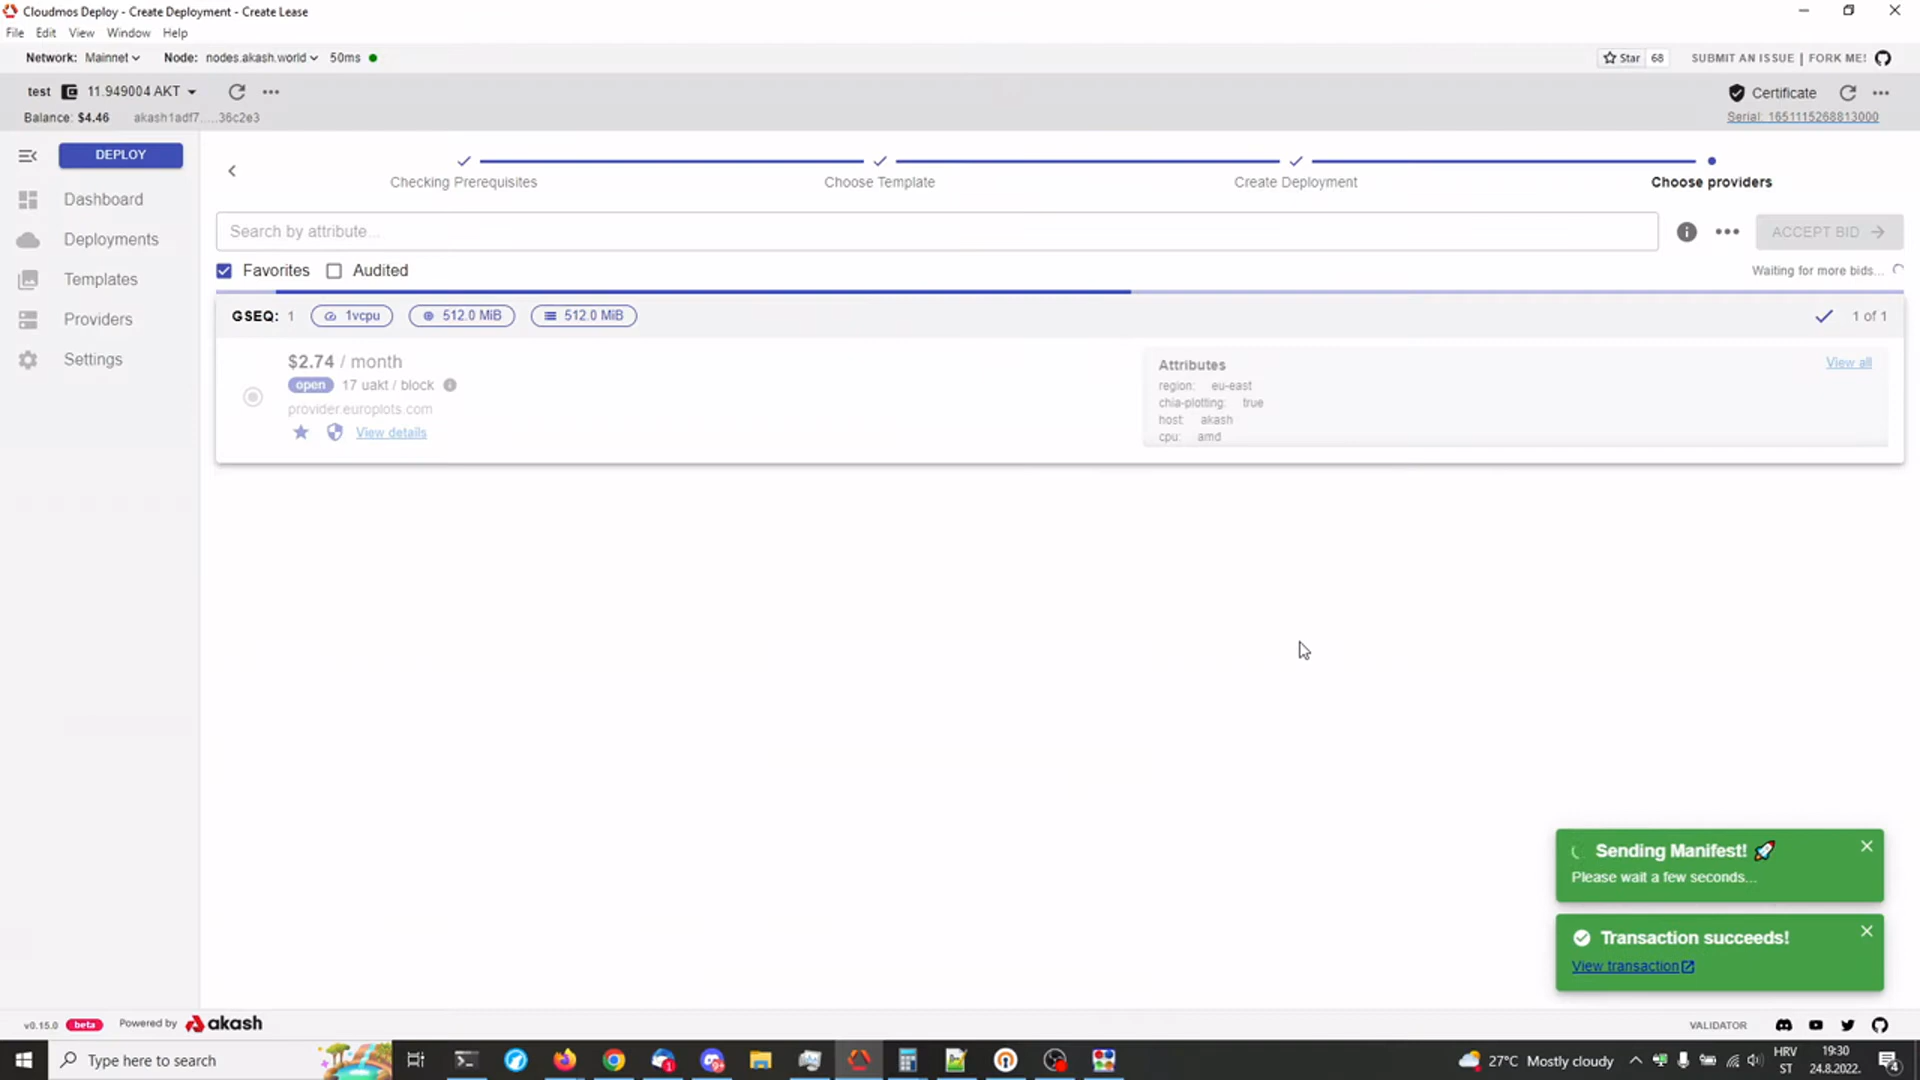 Cloudmos Deploy - Create Deployment - Create Lease
File Edit View Window Help
Network: Mainnet Node: nodes.akash.world 50ms
Star 68 SUBMIT AN ISSUE | FORK ME!
test 11.949004 AKT
Balance: $4.46 akash1adf7.....36c2e3
Certificate
Serial: 1651115268813000
DEPLOY
Dashboard
Deployments
Templates
Providers
Settings
Checking Prerequisites
Choose Template
Create Deployment
Choose providers
Search by attribute...
ACCEPT BID
Favorites Audited
Waiting for more bids...
GSEQ: 1 1vcpu 512.0 MiB 512.0 MiB
1 of 1
$2.74 / month
open 17 uakt / block
provider.europlots.com
View details
Attributes
View all
region: eu-east
chia-plotting: true
host: akash
cpu: amd
Sending Manifest! 🚀
Please wait a few seconds...
Transaction succeeds!
View transaction
v0.15.0 beta Powered by akash
VALIDATOR
Type here to search
27°C Mostly cloudy
HRV
ST
19:30
24.8.2022.
4